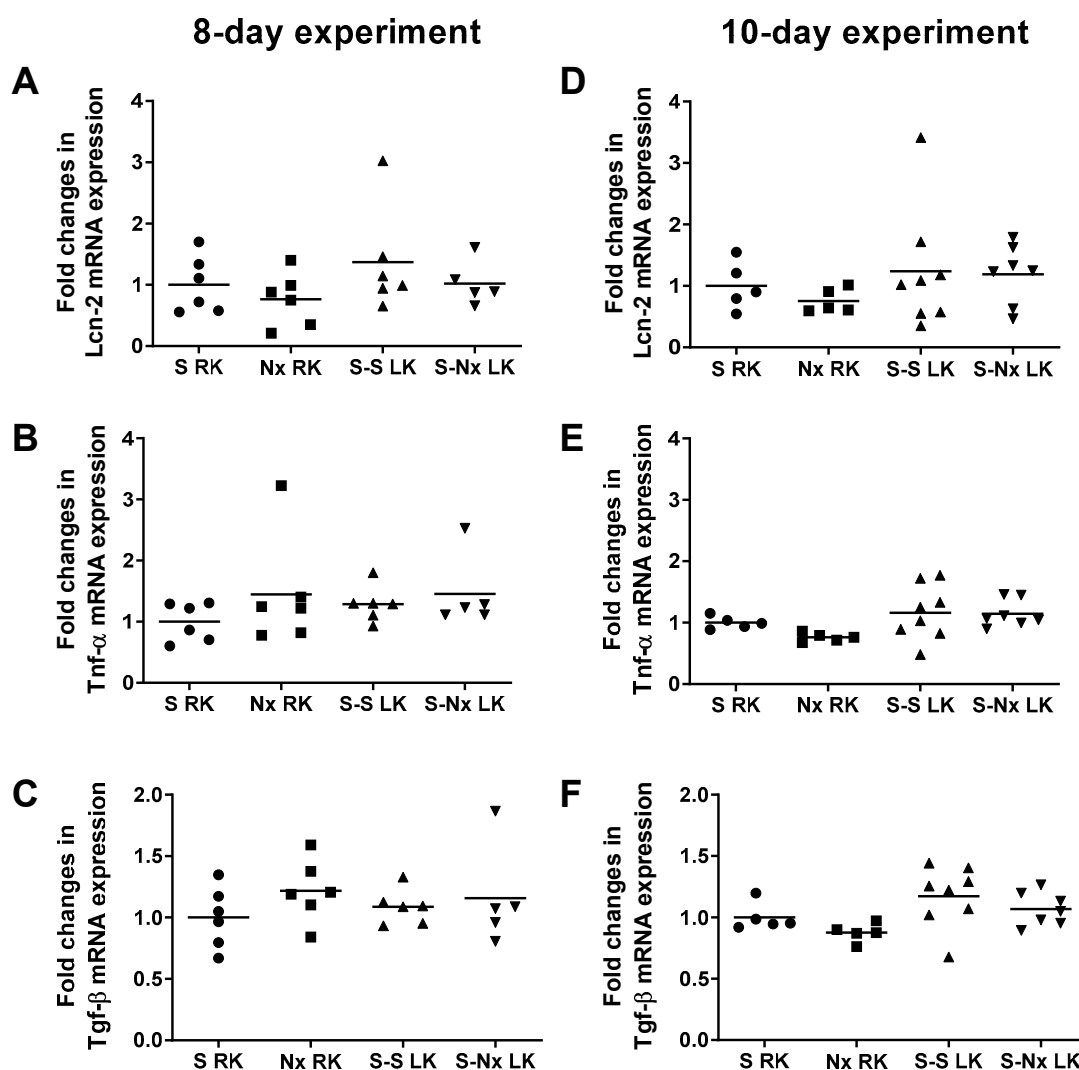 8-day experiment
10-day experiment
A
Fold changes in
Lcn-2 mRNA expression
4
3
2
1
0
S RK
Nx RK
S-S LK
S-Nx LK
D
Fold changes in
Lcn-2 mRNA expression
4
3
2
1
0
S RK
Nx RK
S-S LK
S-Nx LK
B
Fold changes in
Tnf-α mRNA expression
4
3
2
1
0
S RK
Nx RK
S-S LK
S-Nx LK
E
Fold changes in
Tnf-α mRNA expression
4
3
2
1
0
S RK
Nx RK
S-S LK
S-Nx LK
C
Fold changes in
Tgf-β mRNA expression
2.0
1.5
1.0
0.5
0.0
S RK
Nx RK
S-S LK
S-Nx LK
F
Fold changes in
Tgf-β mRNA expression
2.0
1.5
1.0
0.5
0.0
S RK
Nx RK
S-S LK
S-Nx LK